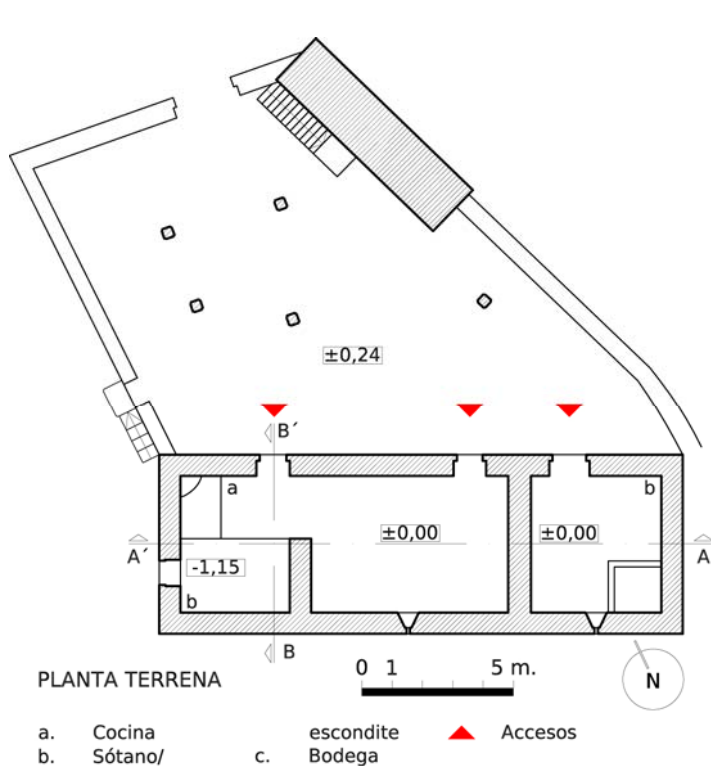 ±0,24
B´
a
b
±0,00
±0,00
A´
A
-1,15
b
B
PLANTA TERRENA
0 1 5 m.
N
a. Cocina escondite Accesos
b. Sótano/ c. Bodega